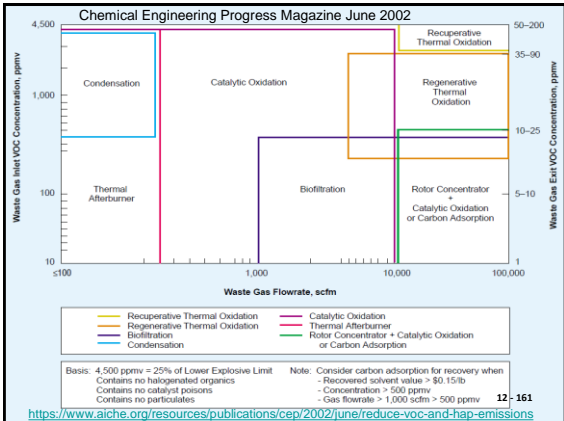 Chemical Engineering Progress Magazine June 2002
4,500
1,000
100
10
Waste Gas Inlet VOC Concentration, ppmv
Condensation
Catalytic Oxidation
Recuperative
Thermal Oxidation
Regenerative
Thermal
Oxidation
Thermal
Afterburner
Biofiltration
Rotor Concentrator
+
Catalytic Oxidation
or Carbon Adsorption
50–200
35–90
10–25
5–10
1
Waste Gas Exit VOC Concentration, ppmv
≤100
1,000
10,000
100,000
Waste Gas Flowrate, scfm
Recuperative Thermal Oxidation
Regenerative Thermal Oxidation
Biofiltration
Condensation
Catalytic Oxidation
Thermal Afterburner
Rotor Concentrator + Catalytic Oxidation
or Carbon Adsorption
Basis: 4,500 ppmv = 25% of Lower Explosive Limit
Contains no halogenated organics
Contains no catalyst poisons
Contains no particulates
Note: Consider carbon adsorption for recovery when
- Recovered solvent value > $0.15/lb
- Concentration > 500 ppmv
- Gas flowrate > 1,000 scfm > 500 ppmv
12 - 161
https://www.aiche.org/resources/publications/cep/2002/june/reduce-voc-and-hap-emissions